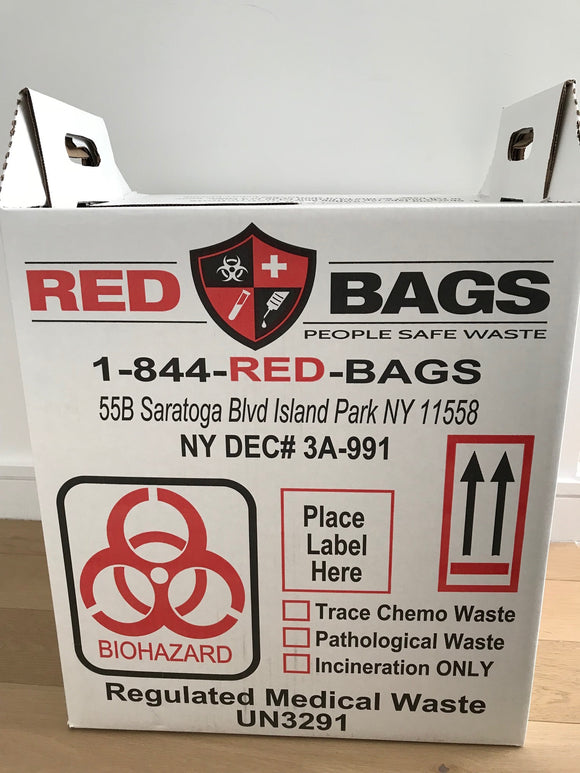 RED BAGS
PEOPLE SAFE WASTE
1-844-RED-BAGS
55B Saratoga Blvd Island Park NY 11558
NY DEC# 3A-991
BIOHAZARD
Place
Label
Here
Trace Chemo Waste
Pathological Waste
Incineration ONLY
Regulated Medical Waste
UN3291